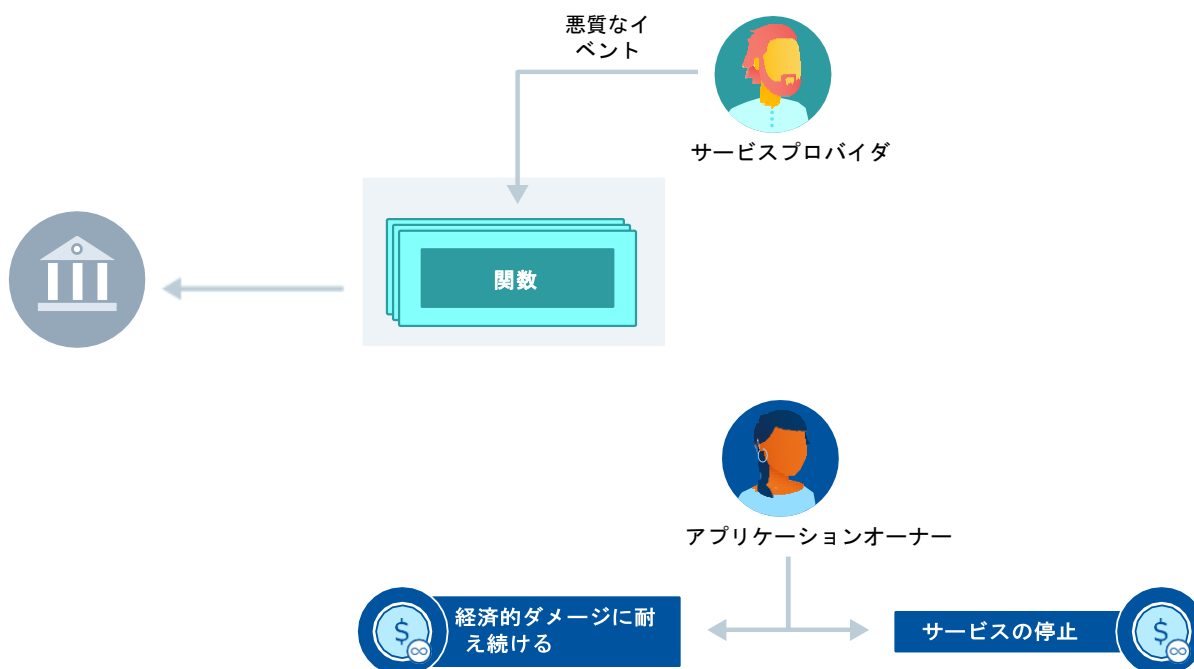 悪質なイ
ベント
サービスプロバイダ
関数
アプリケーションオーナー
経済的ダメージに耐
え続ける
$
∞
サービスの停止
$
∞